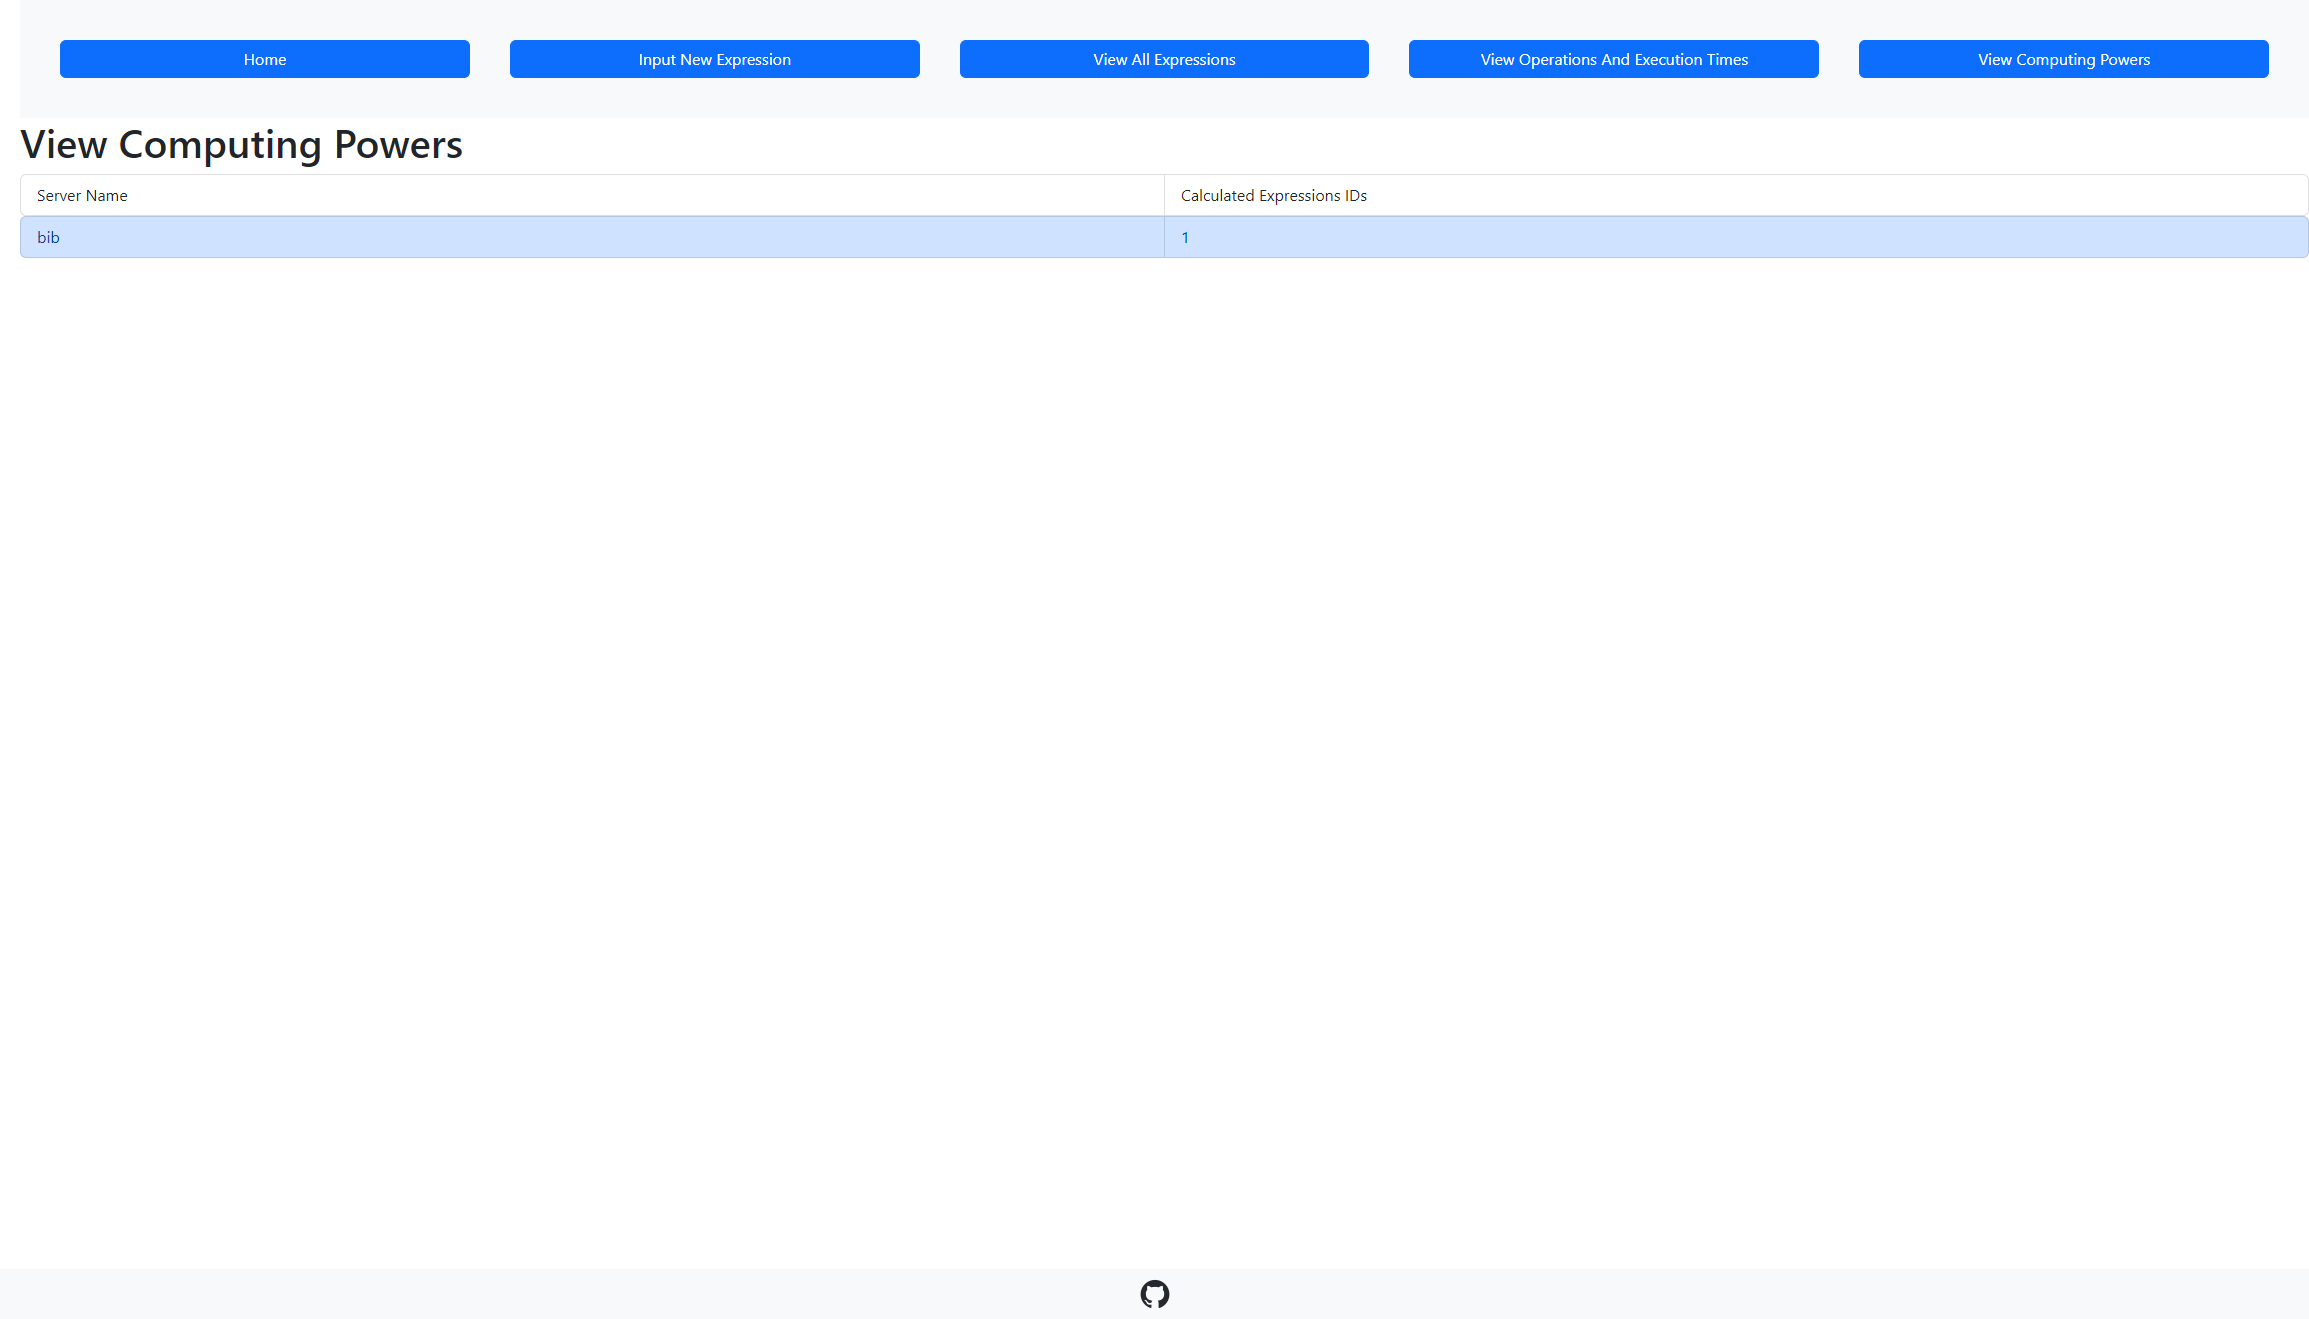 Home
Input New Expression
View All Expressions
View Operations And Execution Times
View Computing Powers
View Computing Powers
Server Name
Calculated Expressions IDs
bib
1